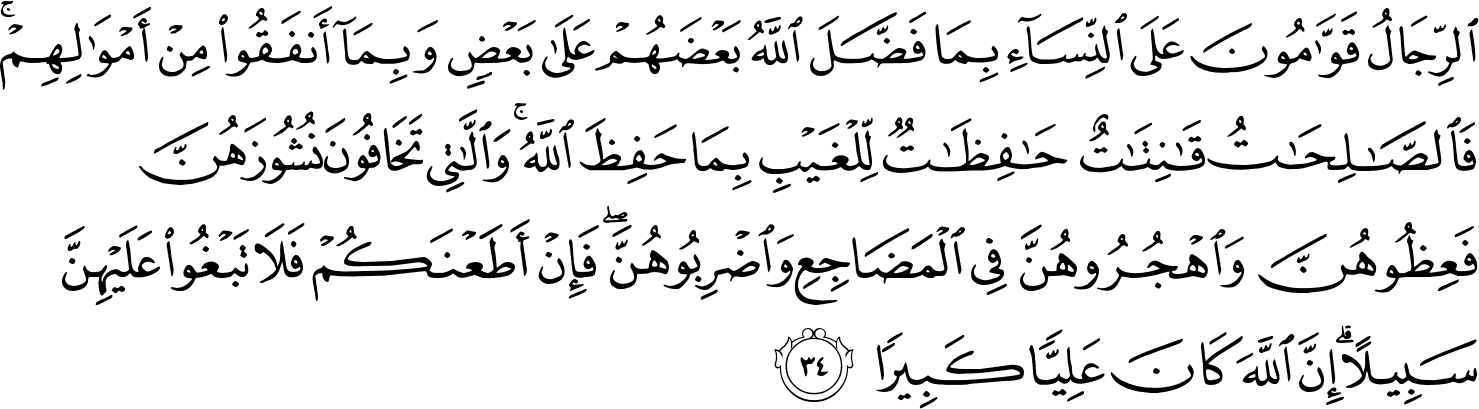 ٱلرِّجَالُ قَوَّٰمُونَ عَلَى ٱلنِّسَآءِ بِمَا فَضَّلَ ٱللَّهُ بَعْضَهُمْ عَلَىٰ بَعْضٍ وَبِمَآ أَنفَقُوا۟ مِنْ أَمْوَٰلِهِمْ ۚ
فَٱلصَّـٰلِحَـٰتُ قَـٰنِتَـٰتٌ حَـٰفِظَـٰتٌ لِّلْغَيْبِ بِمَا حَفِظَ ٱللَّهُ ۚ وَٱلَّـٰتِى تَخَافُونَ نُشُوزَهُنَّ
فَعِظُوهُنَّ وَٱهْجُرُوهُنَّ فِى ٱلْمَضَاجِعِ وَٱضْرِبُوهُنَّ ۖ فَإِنْ أَطَعْنَكُمْ فَلَا تَبْغُوا۟ عَلَيْهِنَّ
سَبِيلًا ۗ إِنَّ ٱللَّهَ كَانَ عَلِيًّا كَبِيرًا ٣٤